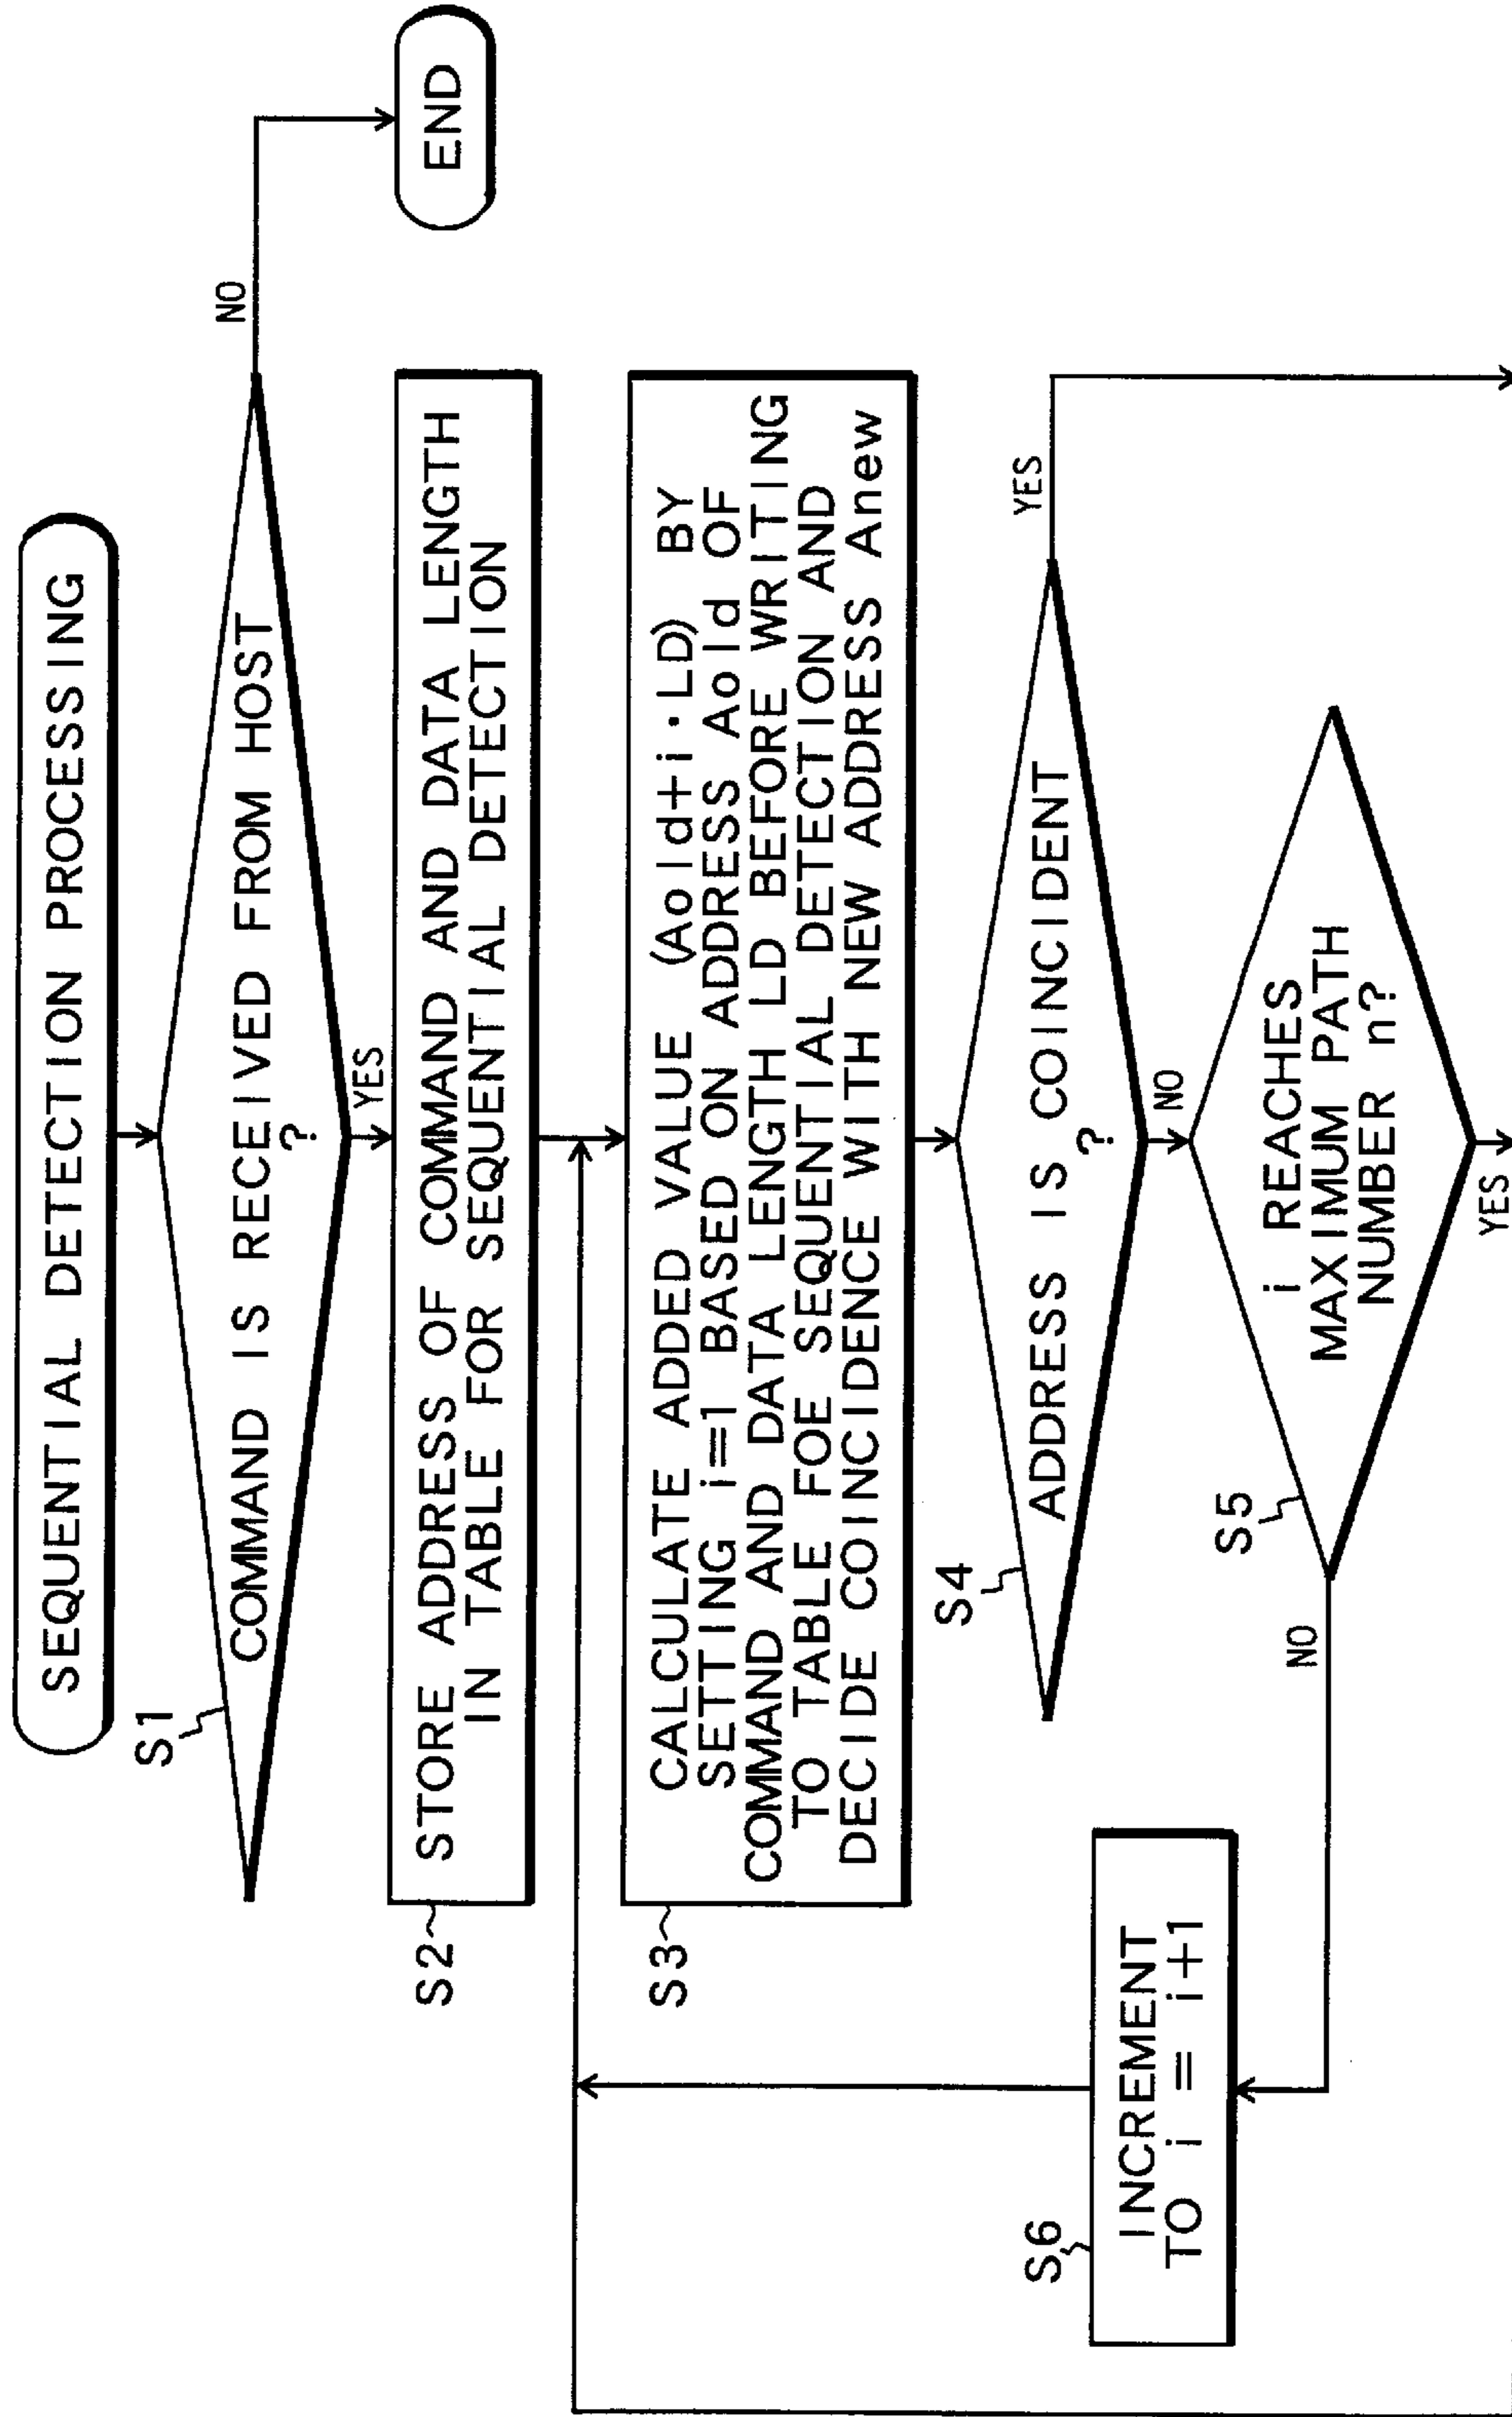 SEQUENTIAL DETECTION PROCESSING
S1
COMMAND IS RECEIVED FROM HOST
?
NO
END
YES
S2
STORE ADDRESS OF COMMAND AND DATA LENGTH
IN TABLE FOR SEQUENTIAL DETECTION
S3
CALCULATE ADDED VALUE (Aold+i·LD) BY
SETTING i=1 BASED ON ADDRESS Aold OF
COMMAND AND DATA LENGTH LD BEFORE WRITING
TO TABLE FOE SEQUENTIAL DETECTION AND
DECIDE COINCIDENCE WITH NEW ADDRESS Anew
S4
ADDRESS IS COINCIDENT
?
YES
NO
S5
i REACHES
MAXIMUM PATH
NUMBER n?
NO
YES
S6
INCREMENT
TO i = i+1